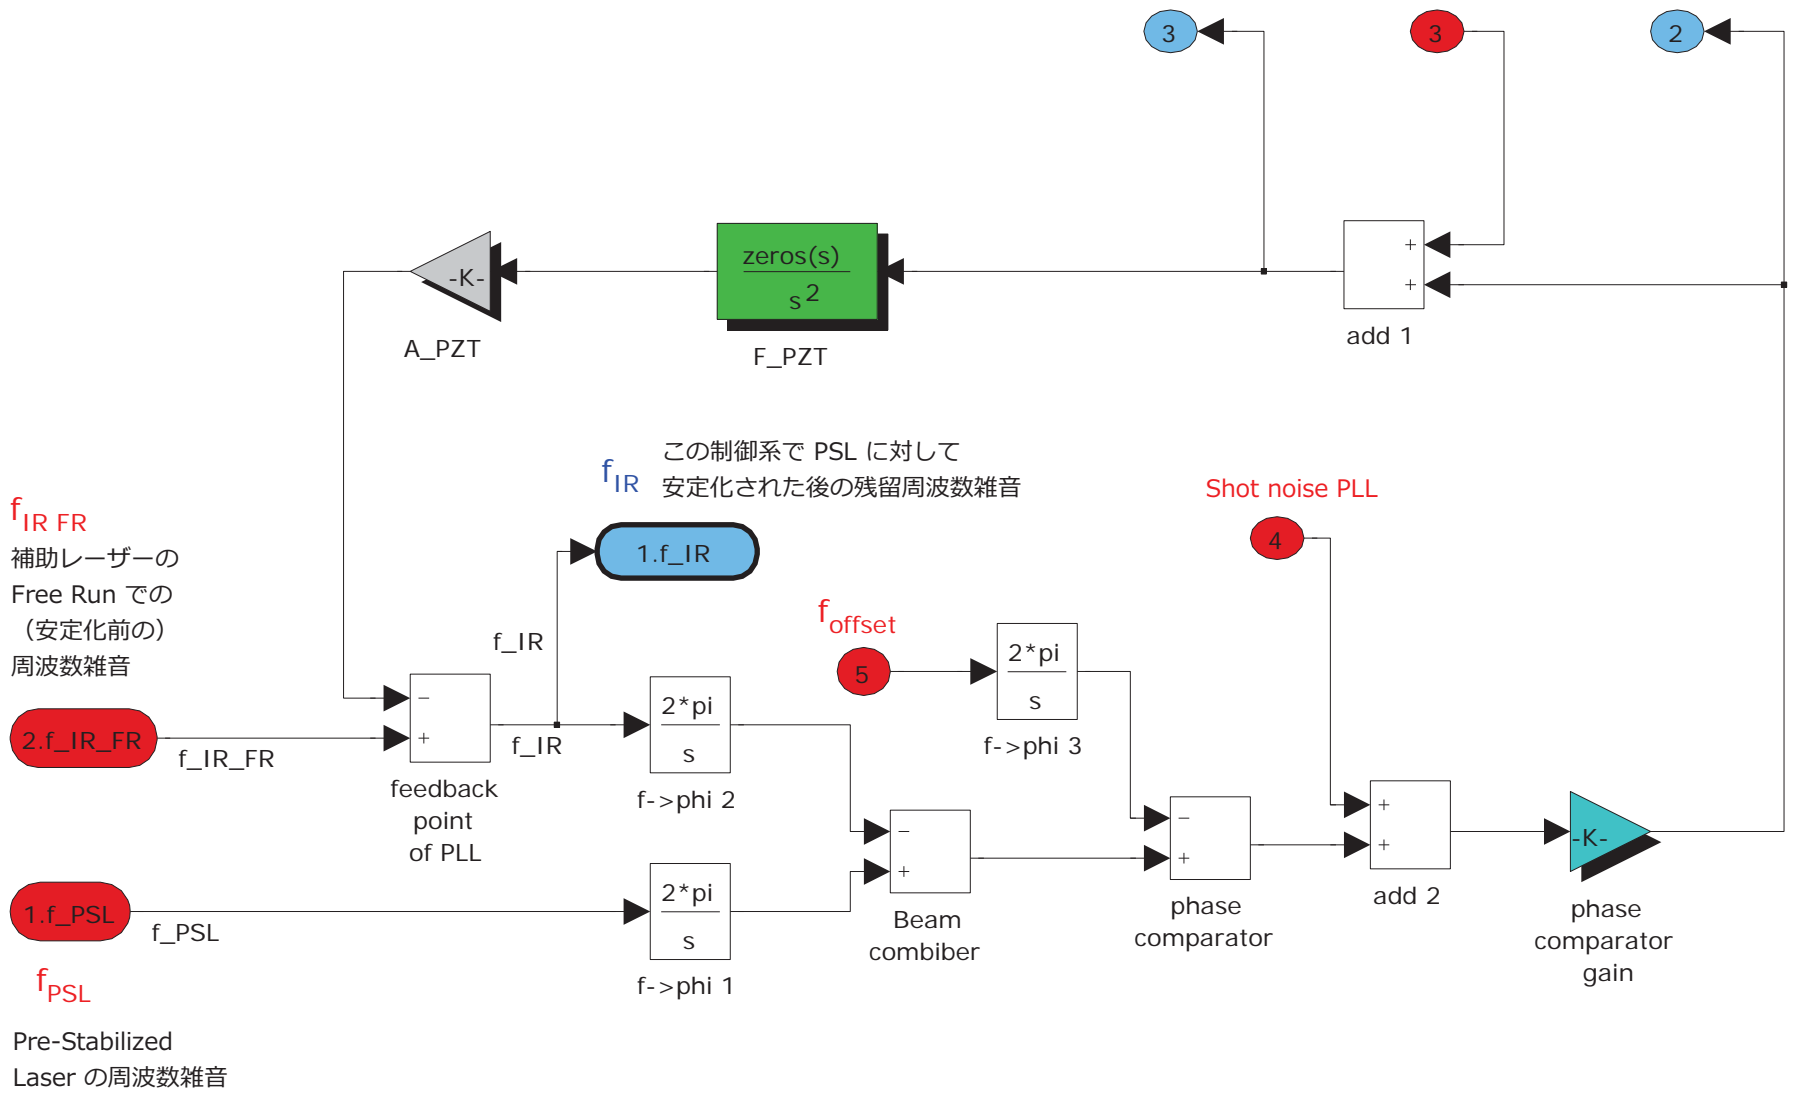 3
3
2
+
+
add 1
zeros(s)
s2
F_PZT
-K-
A_PZT
fIR
この制御系で PSL に対して
安定化された後の残留周波数雑音
1.f_IR
f_IR
fIR FR
補助レーザーの
Free Run での
（安定化前の）
周波数雑音
2.f_IR_FR
f_IR_FR
−
+
feedback
point
of PLL
f_IR
2*pi
s
f->phi 2
foffset
5
2*pi
s
f->phi 3
Shot noise PLL
4
1.f_PSL
f_PSL
fPSL
Pre-Stabilized
Laser の周波数雑音
2*pi
s
f->phi 1
−
+
Beam
combiber
−
+
phase
comparator
+
+
add 2
-K-
phase
comparator
gain